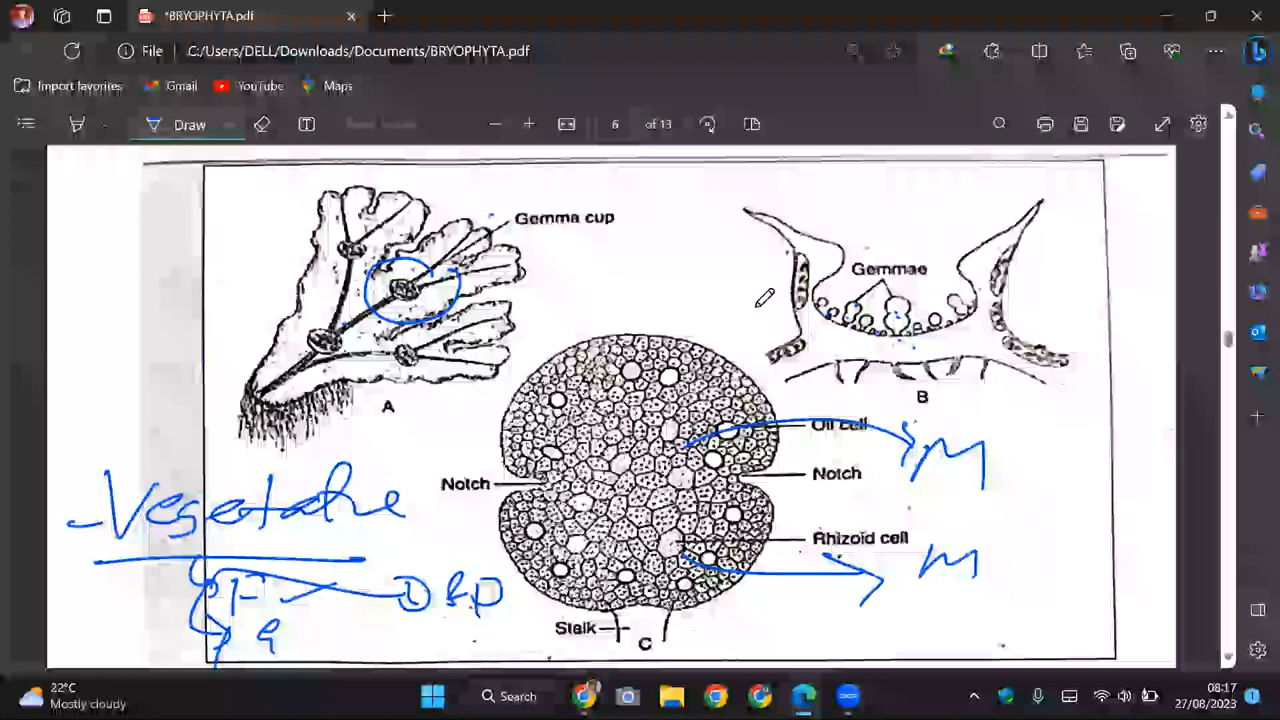 *BRYOPHYTA.pdf
File C:/Users/DELL/Downloads/Documents/BRYOPHYTA.pdf
Import favorites Gmail YouTube Maps
Draw 6 of 13
Gemma cup
Gemmae
A
B
Oil cell
M
Notch
Notch
Vegetative
Rhizoid cell
M
F
DBP
G
Stalk
C
22°C
Mostly cloudy
Search
08:17
27/08/2023